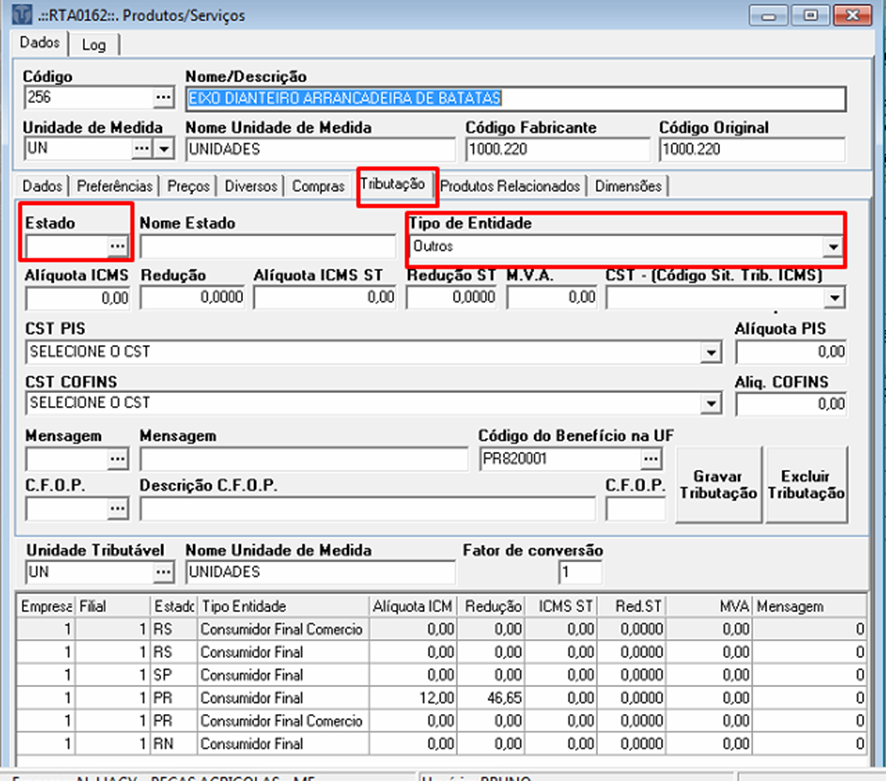 .::RTA0162::. Produtos/Serviços
Dados Log
Código Nome/Descrição
256 ... EIXO DIANTEIRO ARRANCADEIRA DE BATATAS
Unidade de Medida Nome Unidade de Medida Código Fabricante Código Original
UN ... UNIDADES 1000.220 1000.220
Dados Preferências Preços Diversos Compras Tributação Produtos Relacionados Dimensões
Estado Nome Estado Tipo de Entidade
... Outros
Alíquota ICMS Redução Alíquota ICMS ST Redução ST M.V.A. CST - (Código Sit. Trib. ICMS)
0,00 0,0000 0,00 0,0000 0,00
CST PIS Alíquota PIS
SELECIONE O CST 0,00
CST COFINS Aliq. COFINS
SELECIONE O CST 0,00
Mensagem Mensagem Código do Benefício na UF
... PR820001 ...
Gravar Tributação Excluir Tributação
C.F.O.P. Descrição C.F.O.P. C.F.O.P.
...
Unidade Tributável Nome Unidade de Medida Fator de conversão
UN ... UNIDADES 1
Empresa Filial Estado Tipo Entidade Alíquota ICM Redução ICMS ST Red.ST MVA Mensagem
1 1 RS Consumidor Final Comercio 0,00 0,00 0,00 0,0000 0,00 0
1 1 RS Consumidor Final 0,00 0,00 0,00 0,0000 0,00 0
1 1 SP Consumidor Final 0,00 0,00 0,00 0,0000 0,00 0
1 1 PR Consumidor Final 12,00 46,65 0,00 0,0000 0,00 0
1 1 PR Consumidor Final Comercio 0,00 0,00 0,00 0,0000 0,00 0
1 1 RN Consumidor Final 0,00 0,00 0,00 0,0000 0,00 0